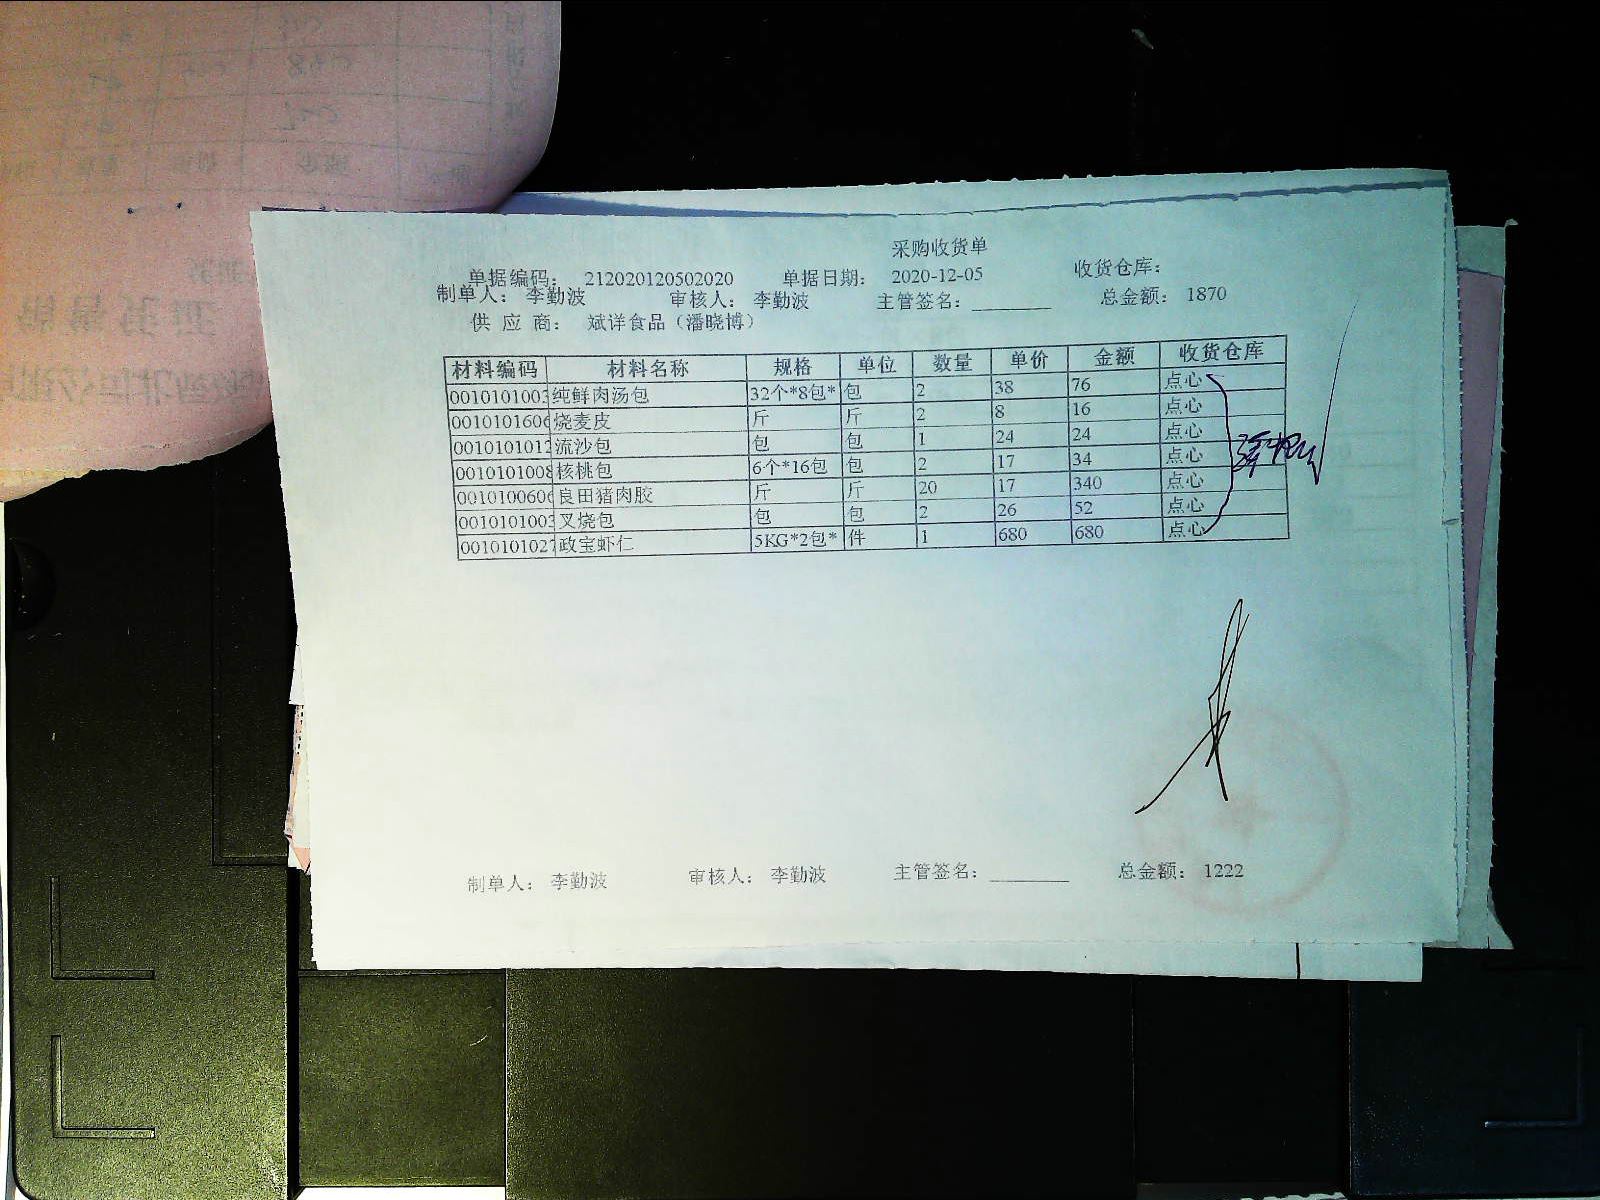 采购收货单
单据编码： 212020120502020 单据日期： 2020-12-05 收货仓库：
制单人： 李勤波 审核人： 李勤波 主管签名：________ 总金额： 1870
供 应 商： 斌详食品（潘晓博）
材料编码 材料名称 规格 单位 数量 单价 金额 收货仓库
0010101003 纯鲜肉汤包 32个*8包* 包 2 38 76 点心
0010101606 烧麦皮 斤 斤 2 8 16 点心
0010101012 流沙包 包 包 1 24 24 点心
0010101008 核桃包 6个*16包 包 2 17 34 点心
0010100606 良田猪肉胶 斤 斤 20 17 340 点心
0010101003 叉烧包 包 包 2 26 52 点心
0010101027 政宝虾仁 5KG*2包* 件 1 680 680 点心
制单人： 李勤波 审核人： 李勤波 主管签名：________ 总金额： 1222